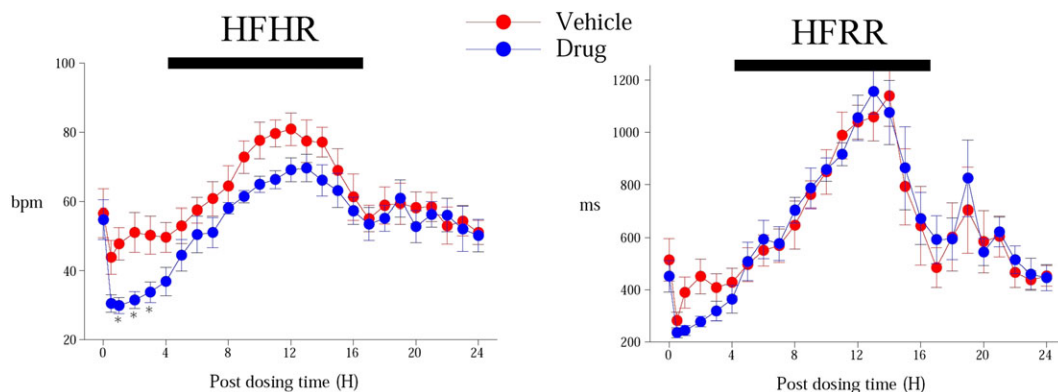 HFHR
Vehicle
Drug
HFRR
bpm
100
80
60
40
20
* * *
0 4 8 12 16 20 24
Post dosing time (H)
ms
1200
1000
800
600
400
200
0 4 8 12 16 20 24
Post dosing time (H)